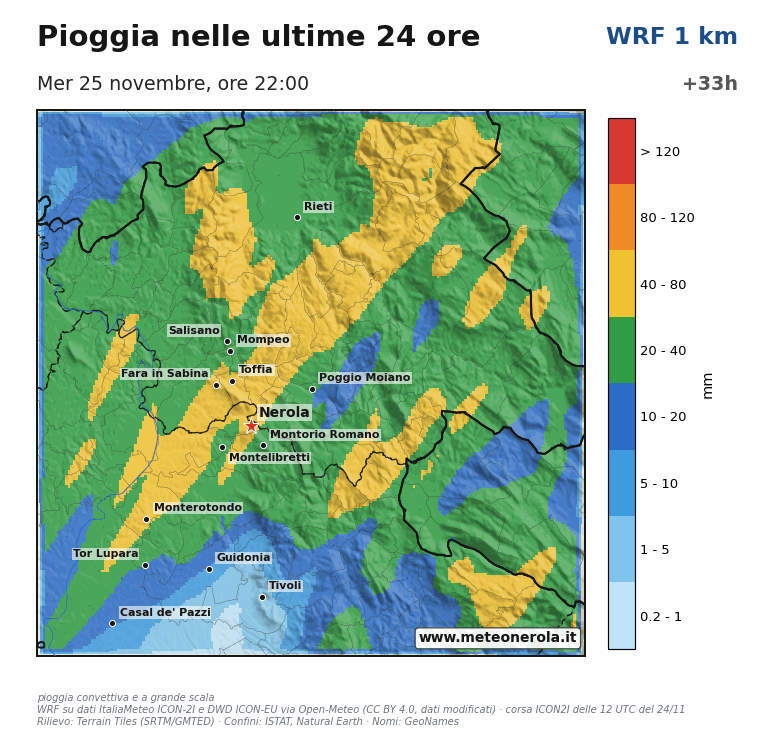 Pioggia nelle ultime 24 ore
WRF 1 km
Mer 25 novembre, ore 22:00
+33h
Rieti
Salisano
Mompeo
Toffia
Fara in Sabina
Poggio Moiano
Nerola
Montorio Romano
Montelibretti
Monterotondo
Tor Lupara
Guidonia
Tivoli
Casal de' Pazzi
www.meteonerola.it
> 120
80 - 120
40 - 80
20 - 40
10 - 20
5 - 10
1 - 5
0.2 - 1
mm
pioggia convettiva e a grande scala
WRF su dati ItaliaMeteo ICON-2I e DWD ICON-EU via Open-Meteo (CC BY 4.0, dati modificati) · corsa ICON2I delle 12 UTC del 24/11
Rilievo: Terrain Tiles (SRTM/GMTED) · Confini: ISTAT, Natural Earth · Nomi: GeoNames